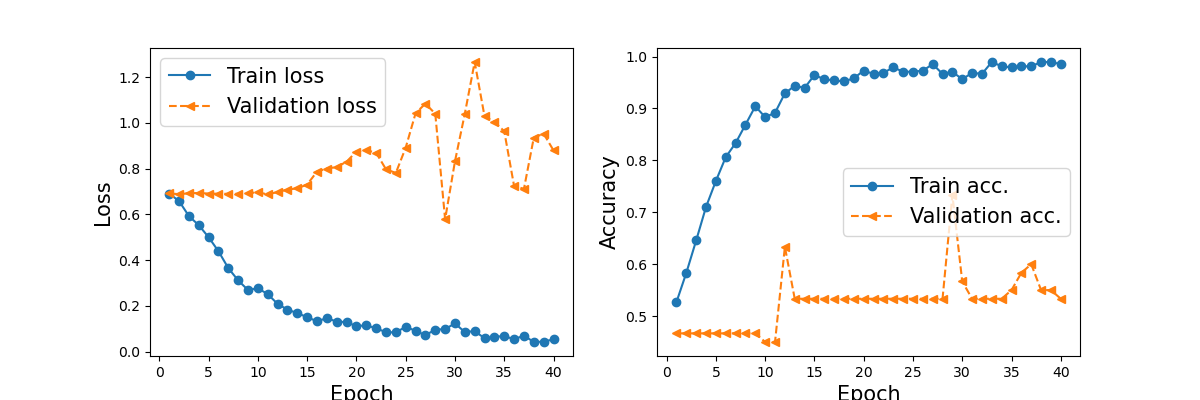 Train loss
Validation loss
Loss
1.2
1.0
0.8
0.6
0.4
0.2
0.0
0 5 10 15 20 25 30 35 40
Epoch
Train acc.
Validation acc.
Accuracy
1.0
0.9
0.8
0.7
0.6
0.5
0 5 10 15 20 25 30 35 40
Epoch